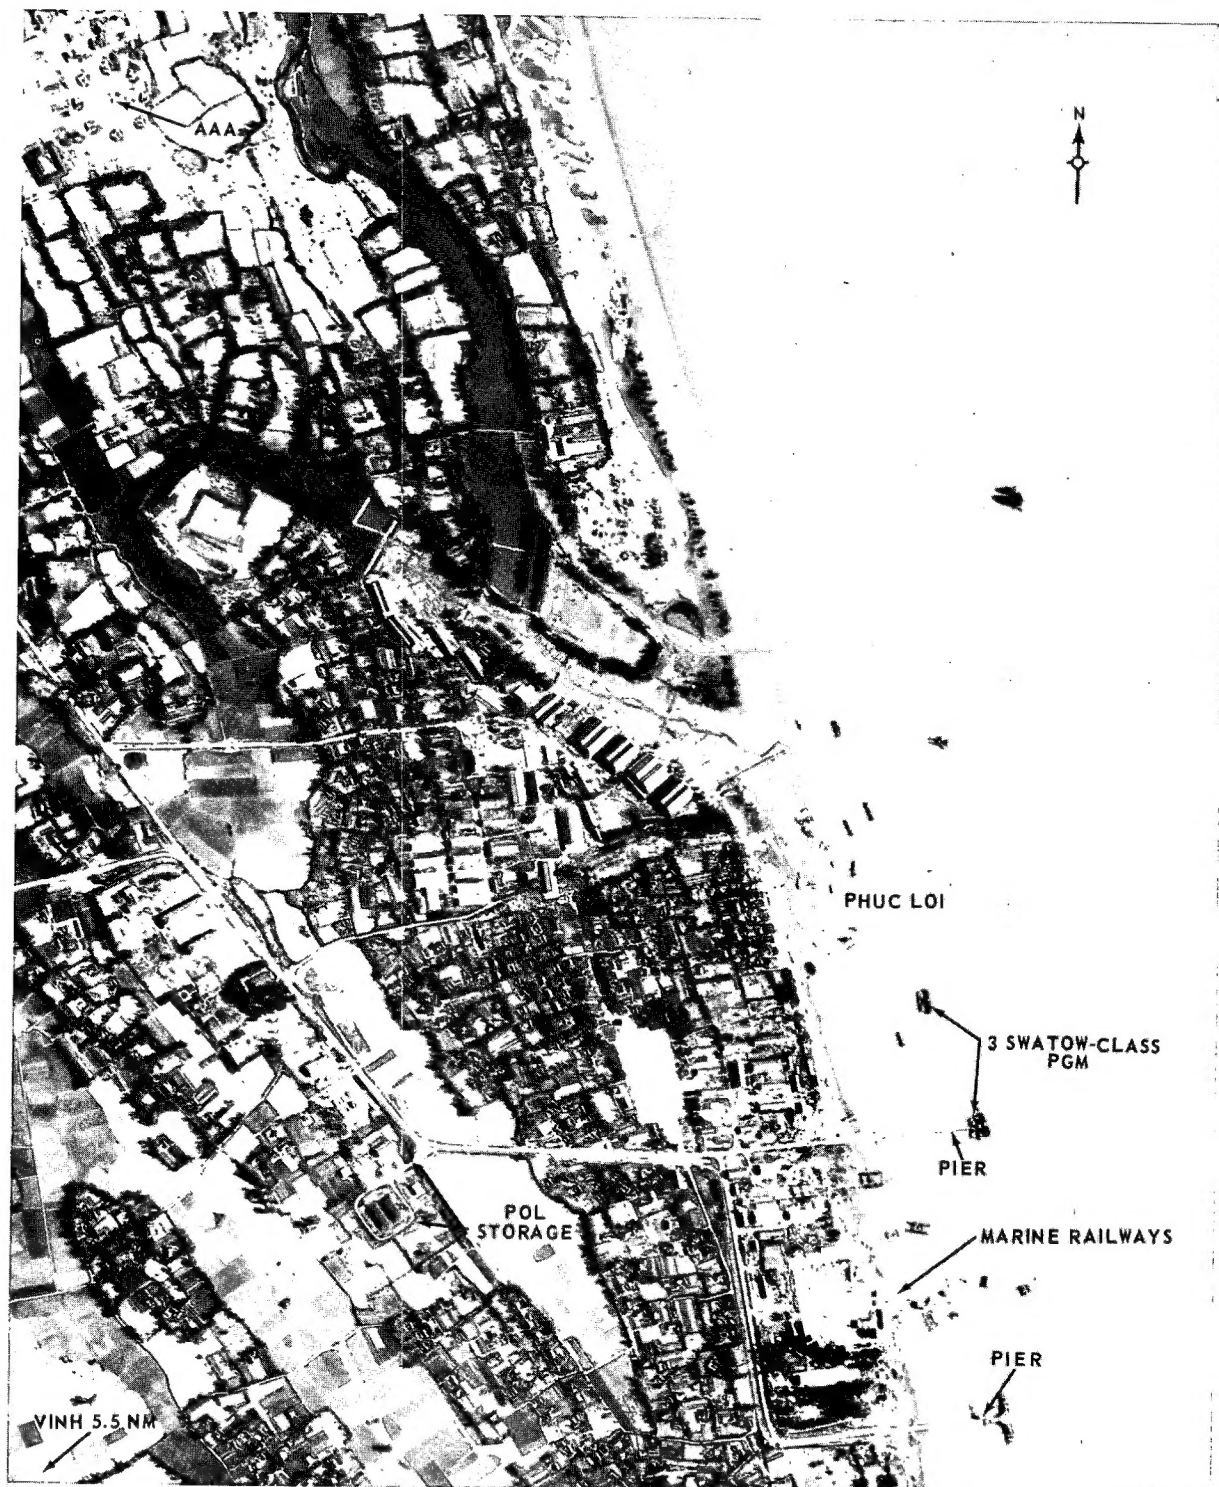 AAA
N
PHUC LOI
3 SWATOW-CLASS
PGM
PIER
POL
STORAGE
MARINE RAILWAYS
PIER
VINH 5.5 NM